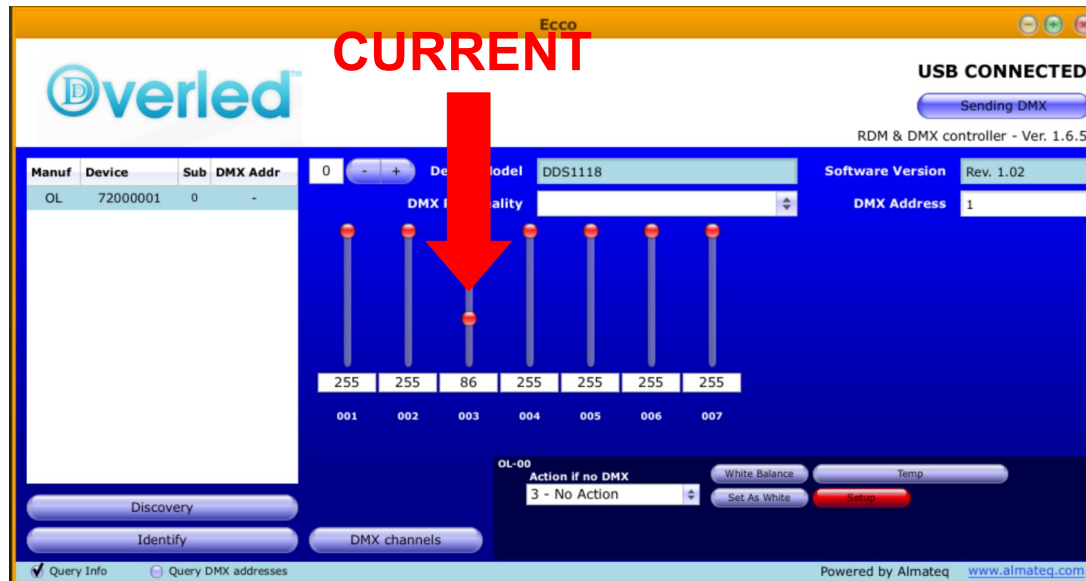 Ecco
CURRENT
Overled™
USB CONNECTED
Sending DMX
RDM & DMX controller - Ver. 1.6.5
Manuf Device Sub DMX Addr
OL 72000001 0 -
0 - + De odel DDS1118 Software Version Rev. 1.02
DMX P ality DMX Address 1
255 255 86 255 255 255 255
001 002 003 004 005 006 007
OL-00
Action if no DMX
3 - No Action
White Balance Temp
Set As White Setup
Discovery
Identify
DMX channels
Query Info Query DMX addresses
Powered by Almateq www.almateq.com